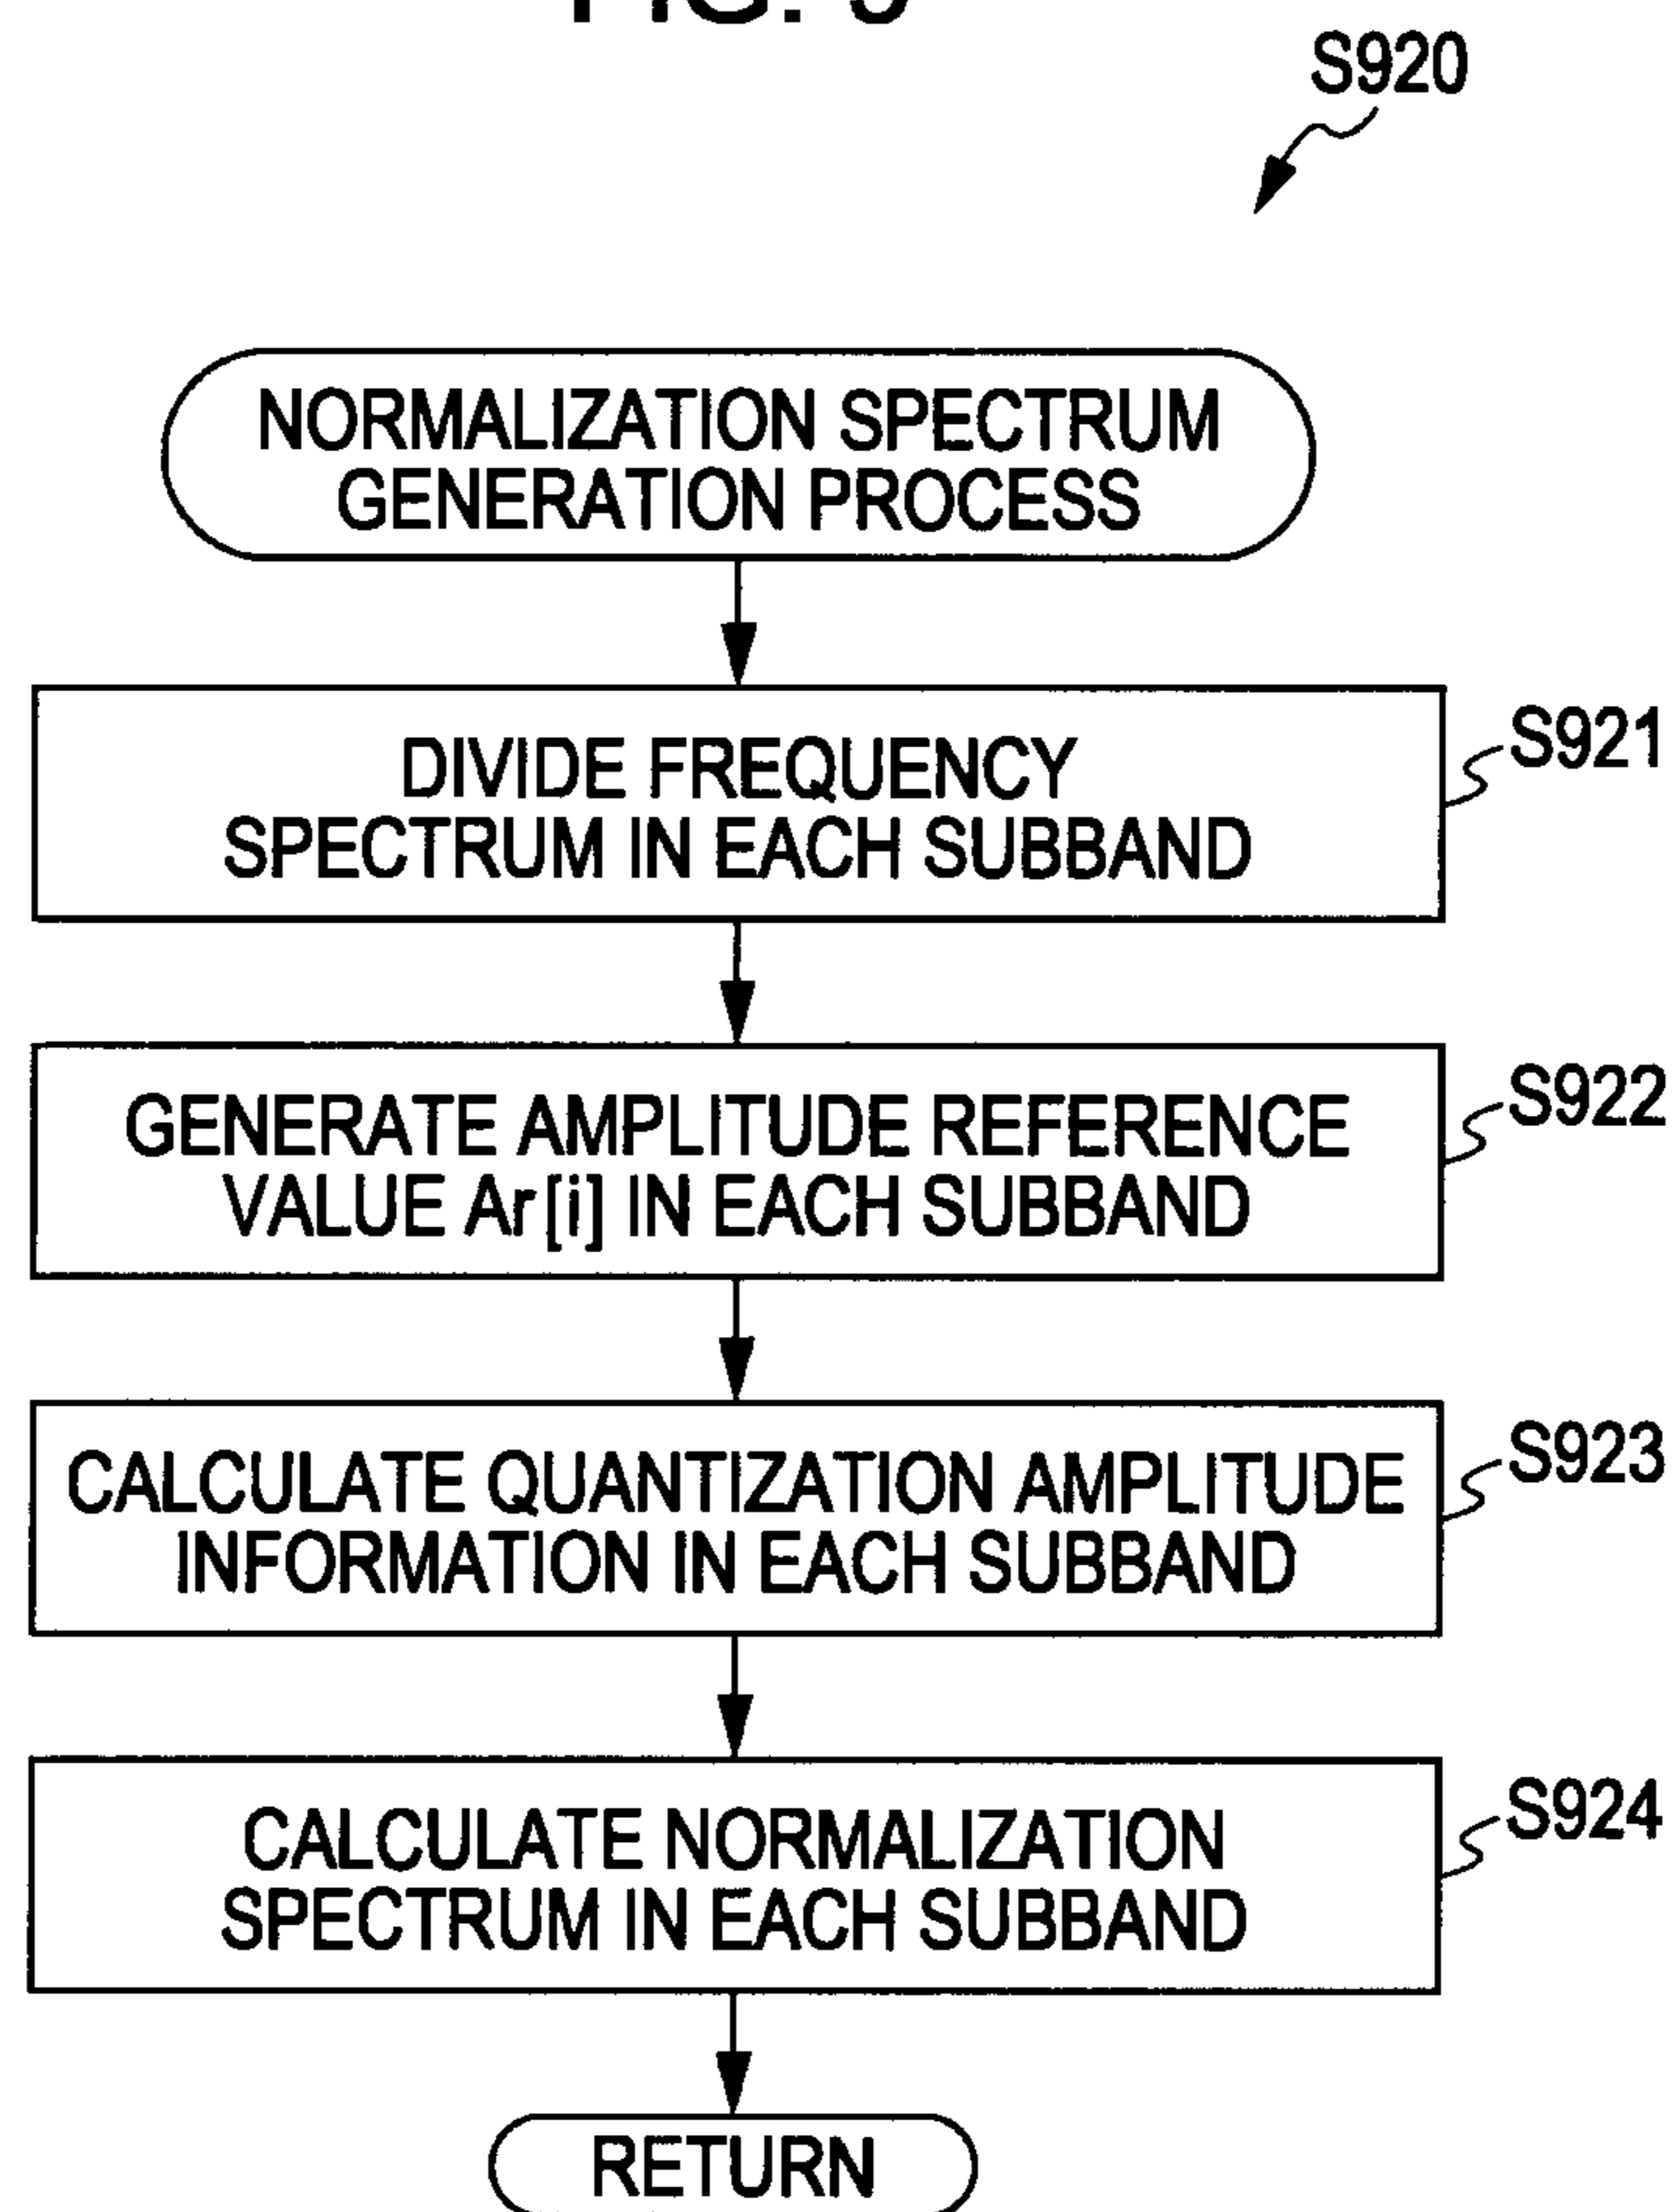 FIG.
S920
NORMALIZATION SPECTRUM
GENERATION PROCESS
DIVIDE FREQUENCY
SPECTRUM IN EACH SUBBAND
S921
GENERATE AMPLITUDE REFERENCE
VALUE Ar[i] IN EACH SUBBAND
S922
CALCULATE QUANTIZATION AMPLITUDE
INFORMATION IN EACH SUBBAND
S923
CALCULATE NORMALIZATION
SPECTRUM IN EACH SUBBAND
S924
RETURN